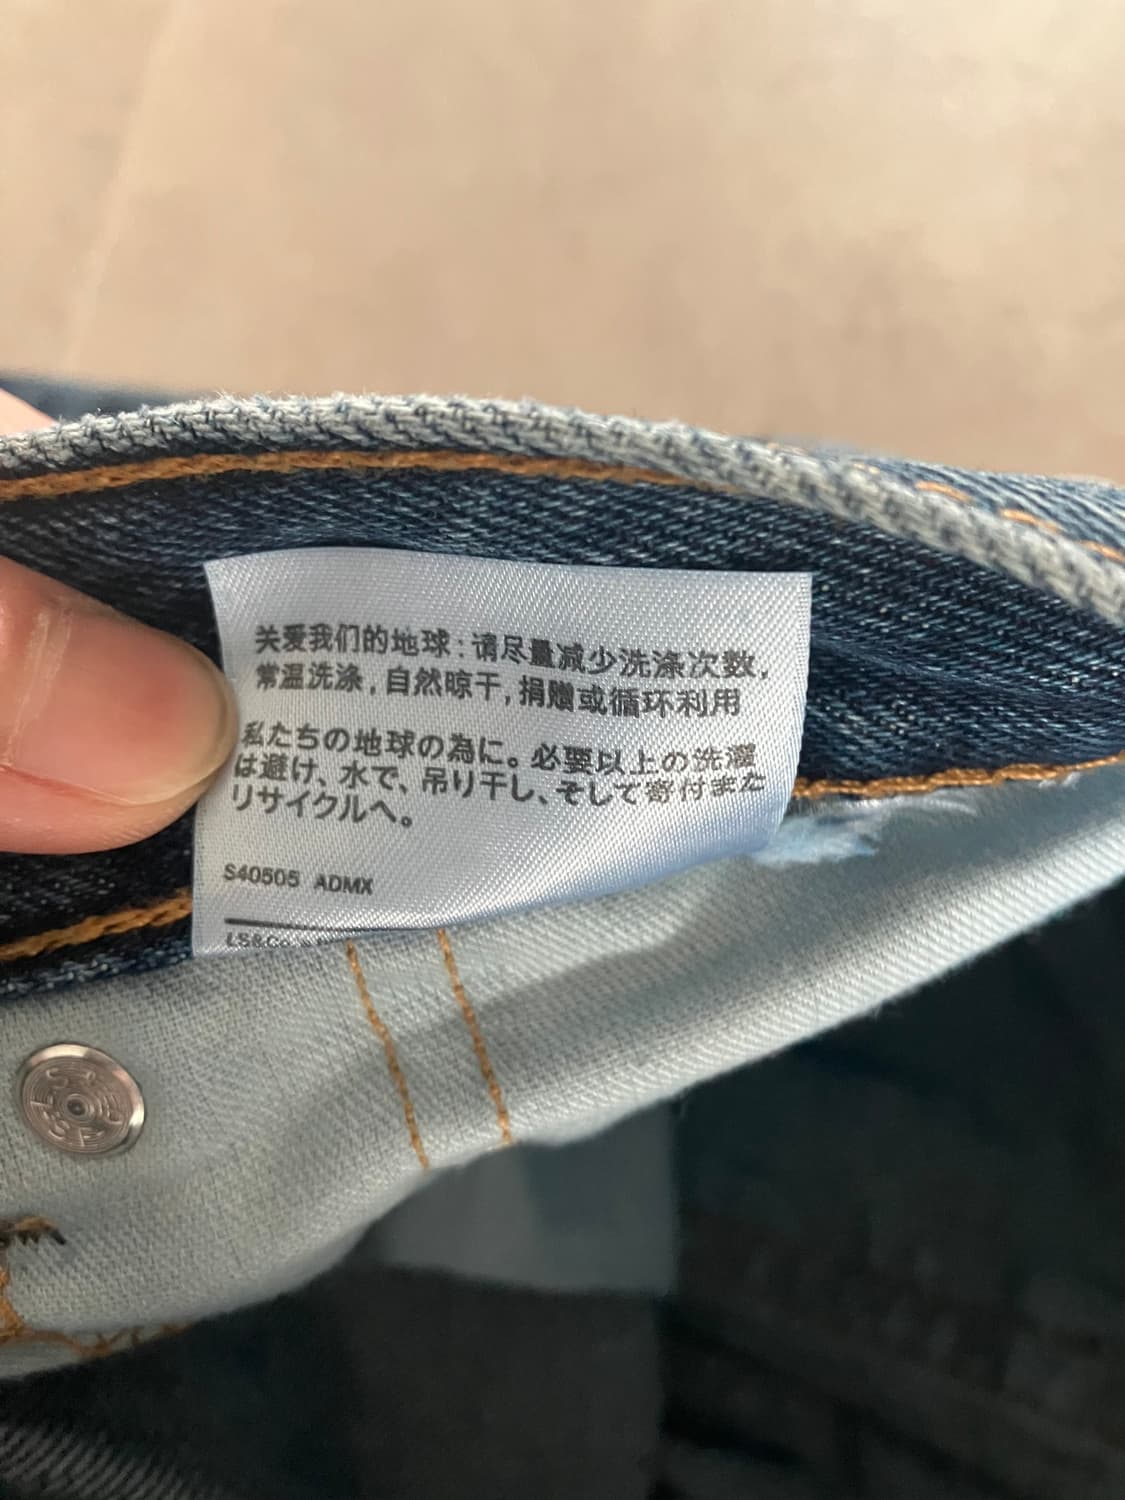 关爱我们的地球：请尽量减少洗涤次数，
常温洗涤，自然晾干，捐赠或循环利用
私たちの地球の為に。必要以上の洗濯
は避け、水で、吊り干し、そして寄付また
リサイクルへ。
S40505 ADMX
LS&Co.